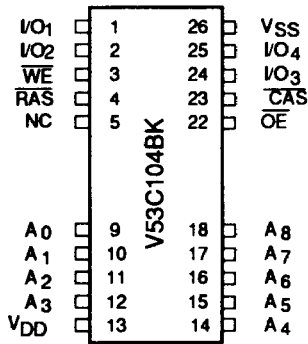 I/O1 1 26 VSS
I/O2 2 25 I/O4
WE 3 24 I/O3
RAS 4 23 CAS
NC 5 22 OE
V53C104BK
A0 9 18 A8
A1 10 17 A7
A2 11 16 A6
A3 12 15 A5
VDD 13 14 A4